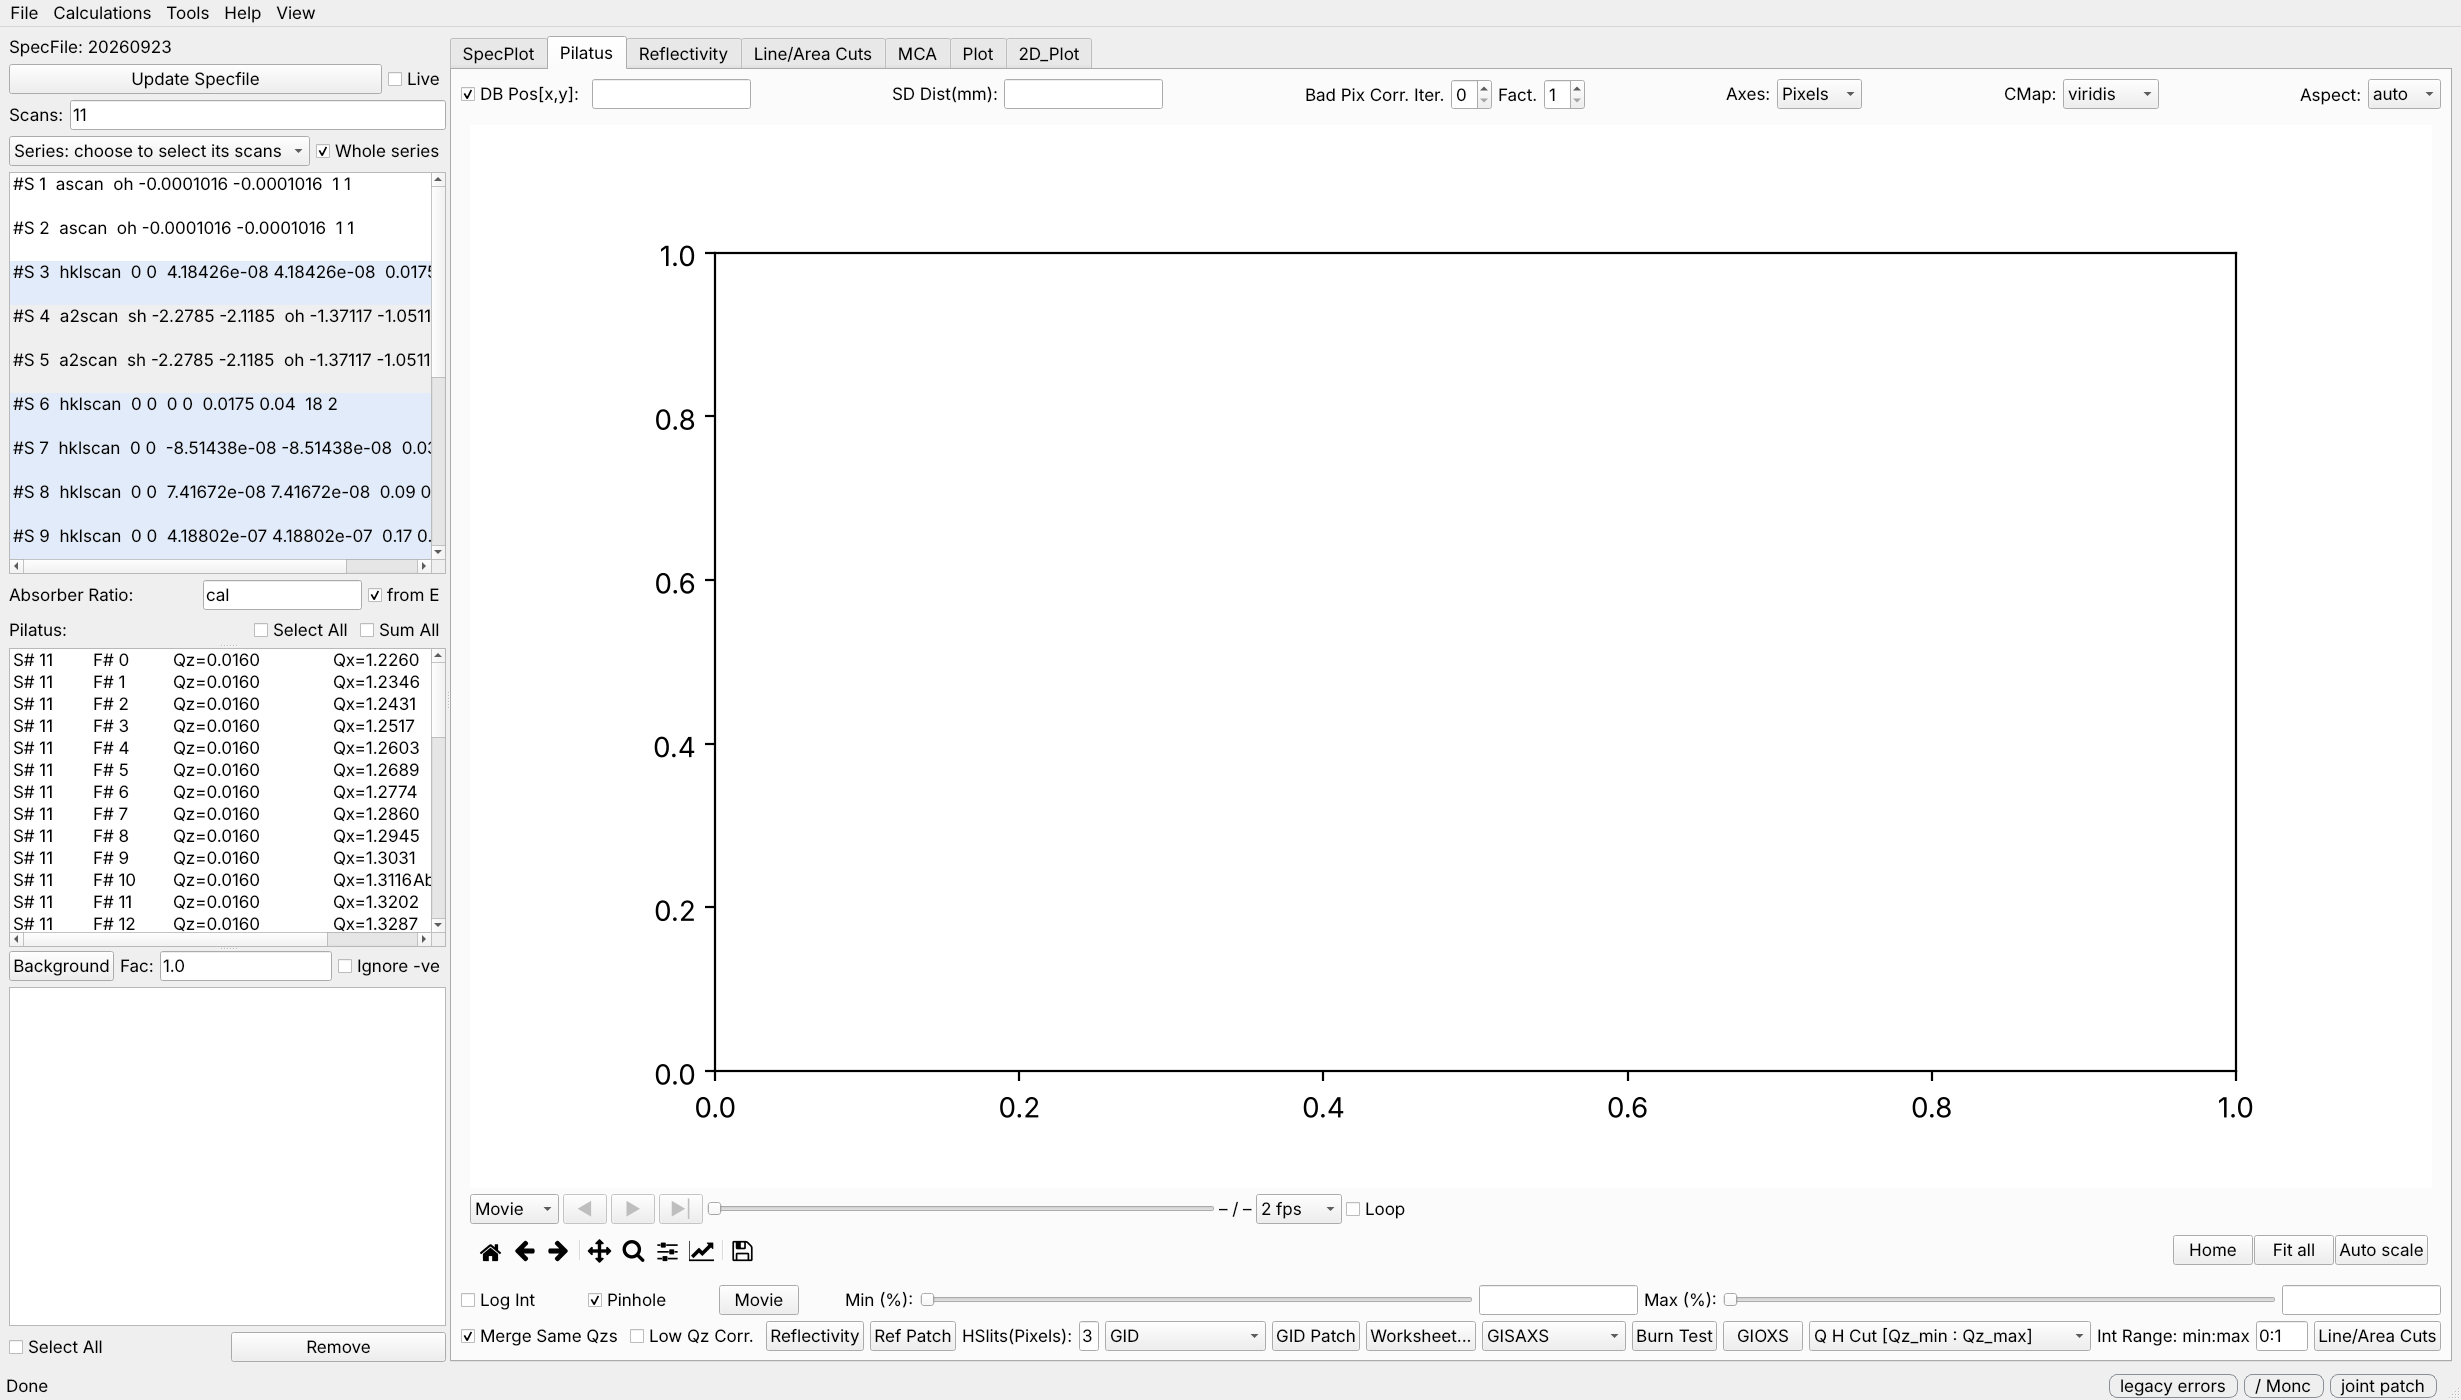 File Calculations Tools Help View
SpecFile: 20260923
Update Specfile Live
Scans: 11
Series: choose to select its scans Whole series
#S 1 ascan oh -0.0001016 -0.0001016 1 1
#S 2 ascan oh -0.0001016 -0.0001016 1 1
#S 3 hklscan 0 0 4.18426e-08 4.18426e-08 0.0175
#S 4 a2scan sh -2.2785 -2.1185 oh -1.37117 -1.0511
#S 5 a2scan sh -2.2785 -2.1185 oh -1.37117 -1.0511
#S 6 hklscan 0 0 0 0 0.0175 0.04 18 2
#S 7 hklscan 0 0 -8.51438e-08 -8.51438e-08 0.03
#S 8 hklscan 0 0 7.41672e-08 7.41672e-08 0.09 0
#S 9 hklscan 0 0 4.18802e-07 4.18802e-07 0.17 0.
Absorber Ratio: cal from E
Pilatus: Select All Sum All
S# 11 F# 0 Qz=0.0160 Qx=1.2260
S# 11 F# 1 Qz=0.0160 Qx=1.2346
S# 11 F# 2 Qz=0.0160 Qx=1.2431
S# 11 F# 3 Qz=0.0160 Qx=1.2517
S# 11 F# 4 Qz=0.0160 Qx=1.2603
S# 11 F# 5 Qz=0.0160 Qx=1.2689
S# 11 F# 6 Qz=0.0160 Qx=1.2774
S# 11 F# 7 Qz=0.0160 Qx=1.2860
S# 11 F# 8 Qz=0.0160 Qx=1.2945
S# 11 F# 9 Qz=0.0160 Qx=1.3031
S# 11 F# 10 Qz=0.0160 Qx=1.3116Ab
S# 11 F# 11 Qz=0.0160 Qx=1.3202
S# 11 F# 12 Qz=0.0160 Qx=1.3287
Background Fac: 1.0 Ignore -ve
Select All Remove
Done
SpecPlot Pilatus Reflectivity Line/Area Cuts MCA Plot 2D_Plot
DB Pos[x,y]: SD Dist(mm): Bad Pix Corr. Iter. 0 Fact. 1 Axes: Pixels CMap: viridis Aspect: auto
1.0
0.8
0.6
0.4
0.2
0.0
0.0 0.2 0.4 0.6 0.8 1.0
Movie – / – 2 fps Loop
Home Fit all Auto scale
Log Int Pinhole Movie Min (%): Max (%):
Merge Same Qzs Low Qz Corr. Reflectivity Ref Patch HSlits(Pixels): 3 GID GID Patch Worksheet... GISAXS Burn Test GIOXS Q H Cut [Qz_min : Qz_max] Int Range: min:max 0:1 Line/Area Cuts
legacy errors / Monc joint patch